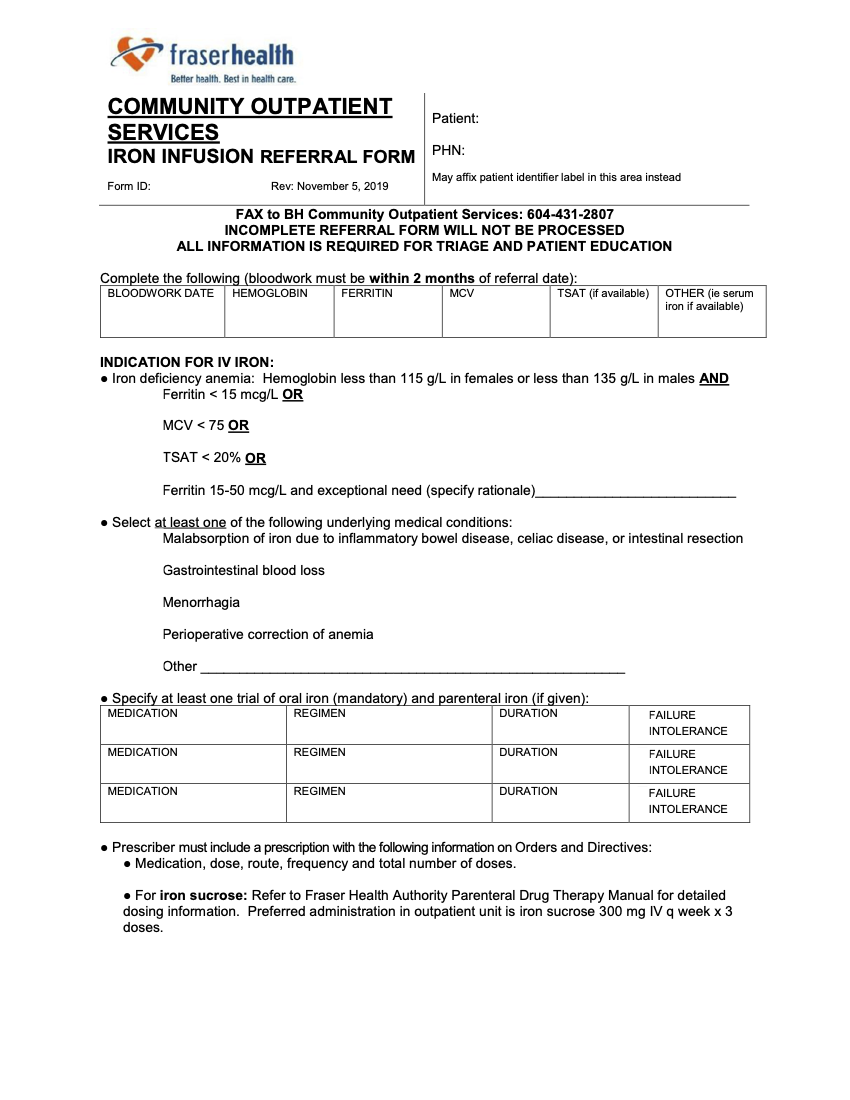 fraserhealth
Better health. Best in health care.
COMMUNITY OUTPATIENT
SERVICES
IRON INFUSION REFERRAL FORM
Form ID: Rev: November 5, 2019
Patient:
PHN:
May affix patient identifier label in this area instead
FAX to BH Community Outpatient Services: 604-431-2807
INCOMPLETE REFERRAL FORM WILL NOT BE PROCESSED
ALL INFORMATION IS REQUIRED FOR TRIAGE AND PATIENT EDUCATION
Complete the following (bloodwork must be within 2 months of referral date):
BLOODWORK DATE HEMOGLOBIN FERRITIN MCV TSAT (if available) OTHER (ie serum
iron if available)
INDICATION FOR IV IRON:
● Iron deficiency anemia: Hemoglobin less than 115 g/L in females or less than 135 g/L in males AND
Ferritin < 15 mcg/L OR
MCV < 75 OR
TSAT < 20% OR
Ferritin 15-50 mcg/L and exceptional need (specify rationale)__________________________
● Select at least one of the following underlying medical conditions:
Malabsorption of iron due to inflammatory bowel disease, celiac disease, or intestinal resection
Gastrointestinal blood loss
Menorrhagia
Perioperative correction of anemia
Other _______________________________________________________
● Specify at least one trial of oral iron (mandatory) and parenteral iron (if given):
MEDICATION REGIMEN DURATION FAILURE
INTOLERANCE
MEDICATION REGIMEN DURATION FAILURE
INTOLERANCE
MEDICATION REGIMEN DURATION FAILURE
INTOLERANCE
● Prescriber must include a prescription with the following information on Orders and Directives:
● Medication, dose, route, frequency and total number of doses.
● For iron sucrose: Refer to Fraser Health Authority Parenteral Drug Therapy Manual for detailed
dosing information. Preferred administration in outpatient unit is iron sucrose 300 mg IV q week x 3
doses.